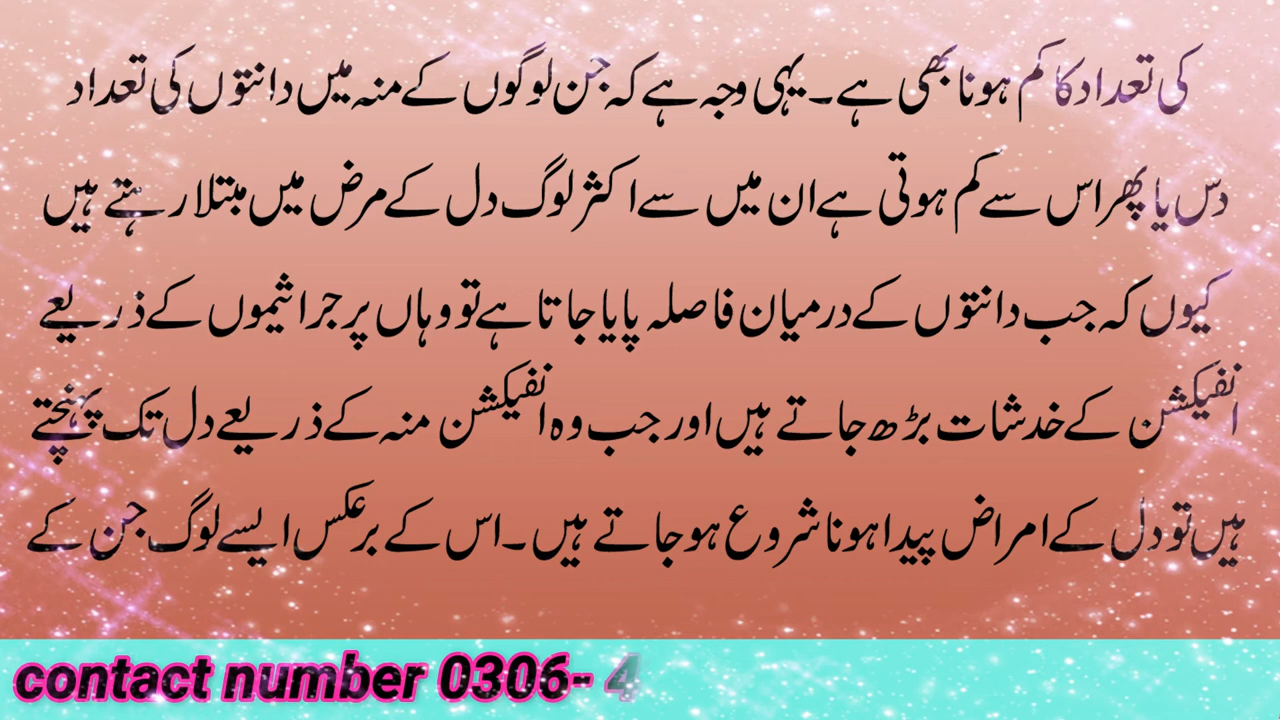 کی تعداد کا کم ہونا بھی ہے۔ یہی وجہ ہے کہ جن لوگوں کے منہ میں دانتوں کی تعداد
دس یا پھر اس سے کم ہوتی ہے ان میں سے اکثر لوگ دل کے مرض میں مبتلا رہتے ہیں
کیوں کہ جب دانتوں کے درمیان فاصلہ پایا جاتا ہے تو وہاں پر جراثیموں کے ذریعے
انفیکشن کے خدشات بڑھ جاتے ہیں اور جب وہ انفیکشن منہ کے ذریعے دل تک پہنچتے
ہیں تو دل کے امراض پیدا ہونا شروع ہو جاتے ہیں۔ اس کے برعکس ایسے لوگ جن کے
contact number 0306- 4